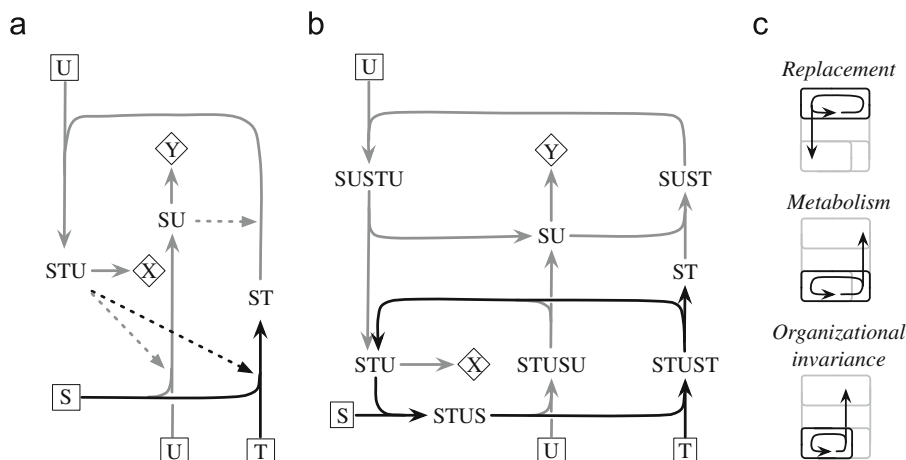 a
b
c
U
Y
SU
STU
X
ST
S
U
T
U
SUSTU
Y
SUST
SU
ST
STU
X
STUSU
STUST
S
STUS
U
T
Replacement
Metabolism
Organizational
invariance